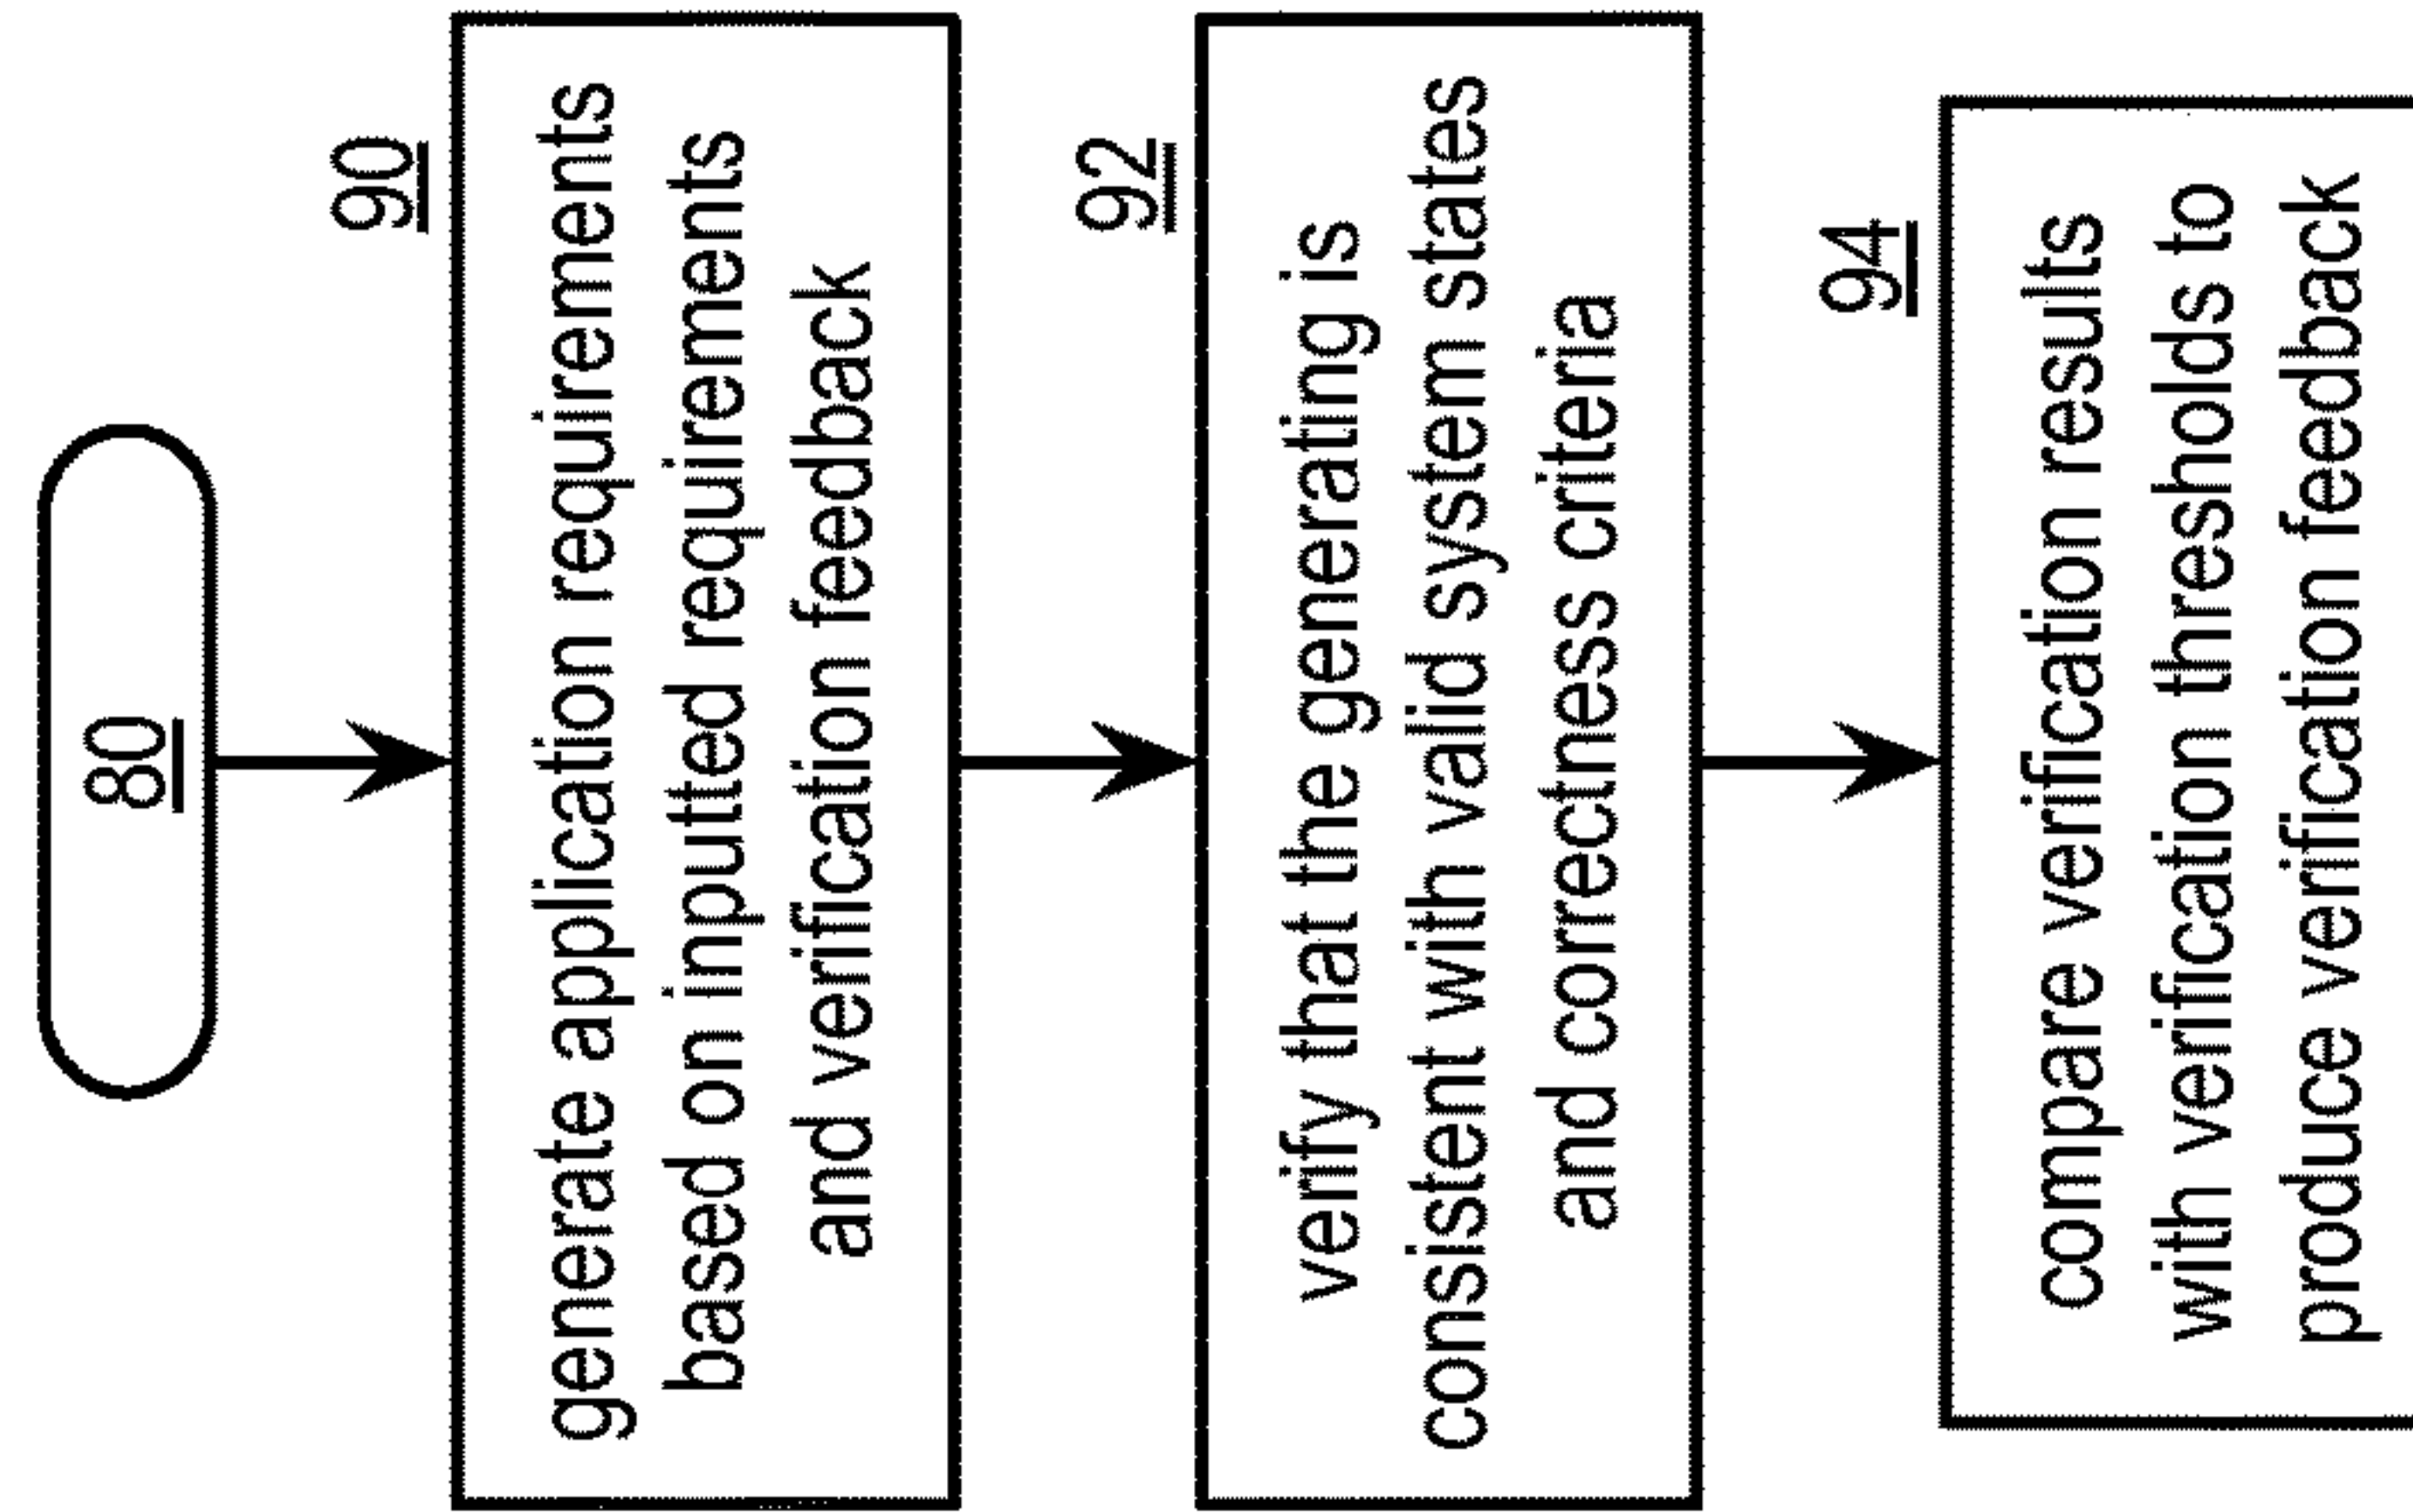 80
90
generate application requirements
based on inputted requirements
and verification feedback
92
verify that the generating is
consistent with valid system states
and correctness criteria
94
compare verification results
with verification thresholds to
produce verification feedback